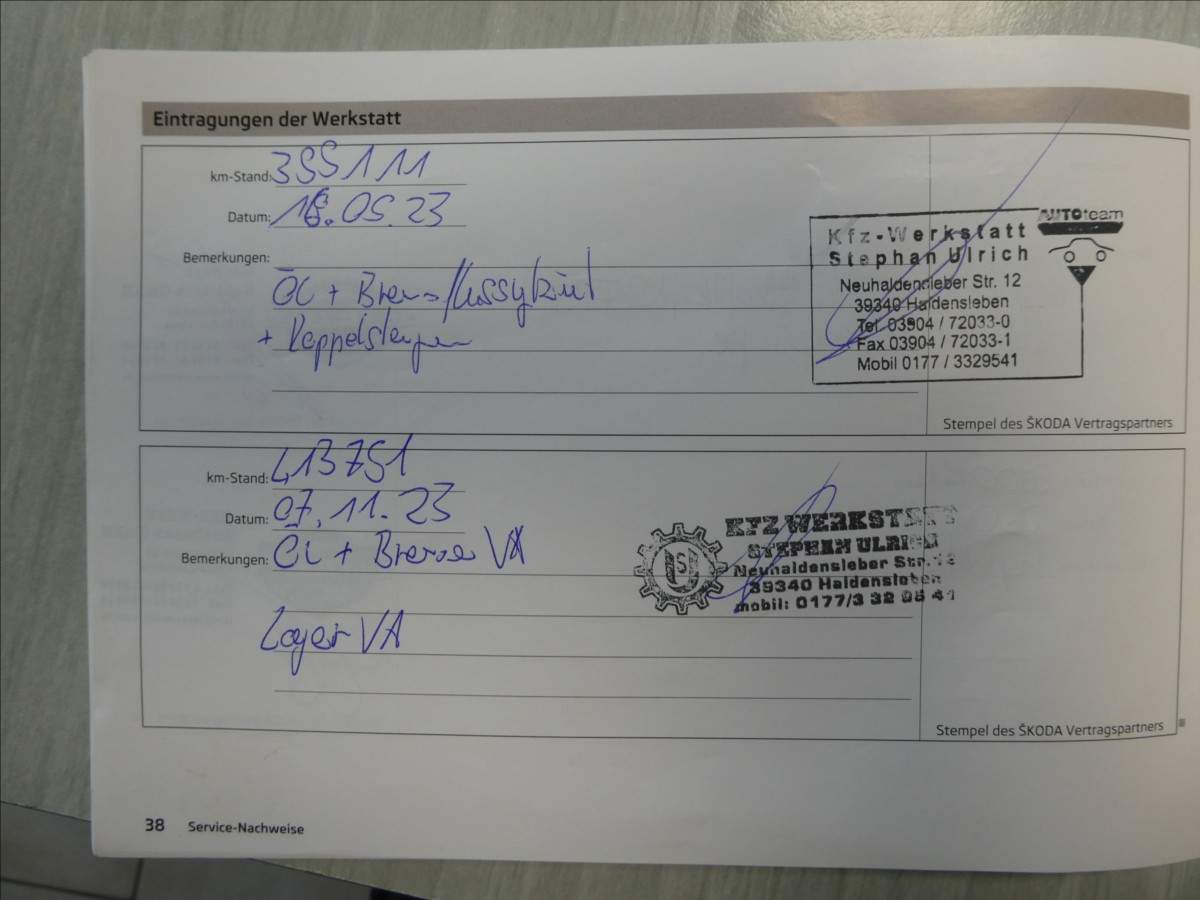 Eintragungen der Werkstatt
km-Stand: 355111
Datum: 16.05.23
Bemerkungen:
ÖL + Brems
+ Koppelstangen
AUTOteam
Kfz-Werkstatt
Stephan Ulrich
Neuhaldensleber Str. 12
39340 Haldensleben
Tel. 03904 / 72033-0
Fax 03904 / 72033-1
Mobil 0177 / 3329541
Stempel des ŠKODA Vertragspartners
km-Stand: 413751
Datum: 07.11.23
Bemerkungen: ÖL + Bremse VA
Lager VA
KFZ WERKSTATT
STEPHAN ULRICH
Neuhaldensleber Str. 12
39340 Haldensleben
mobil: 0177/3 32 95 41
Stempel des ŠKODA Vertragspartners
38 Service-Nachweise